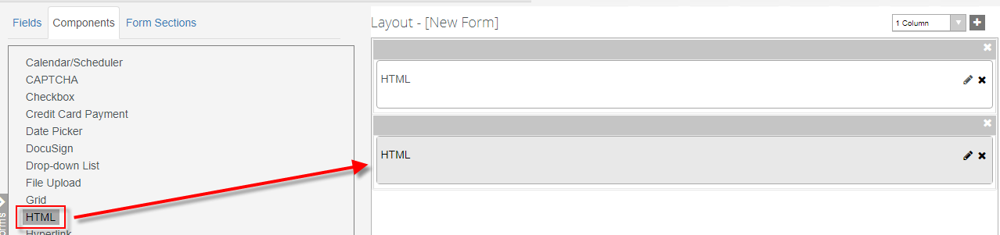 Fields Components Form Sections
Layout - [New Form] 1 Column
Calendar/Scheduler
CAPTCHA
Checkbox
Credit Card Payment
Date Picker
DocuSign
Drop-down List
File Upload
Grid
HTML
Hyperlink
HTML
HTML